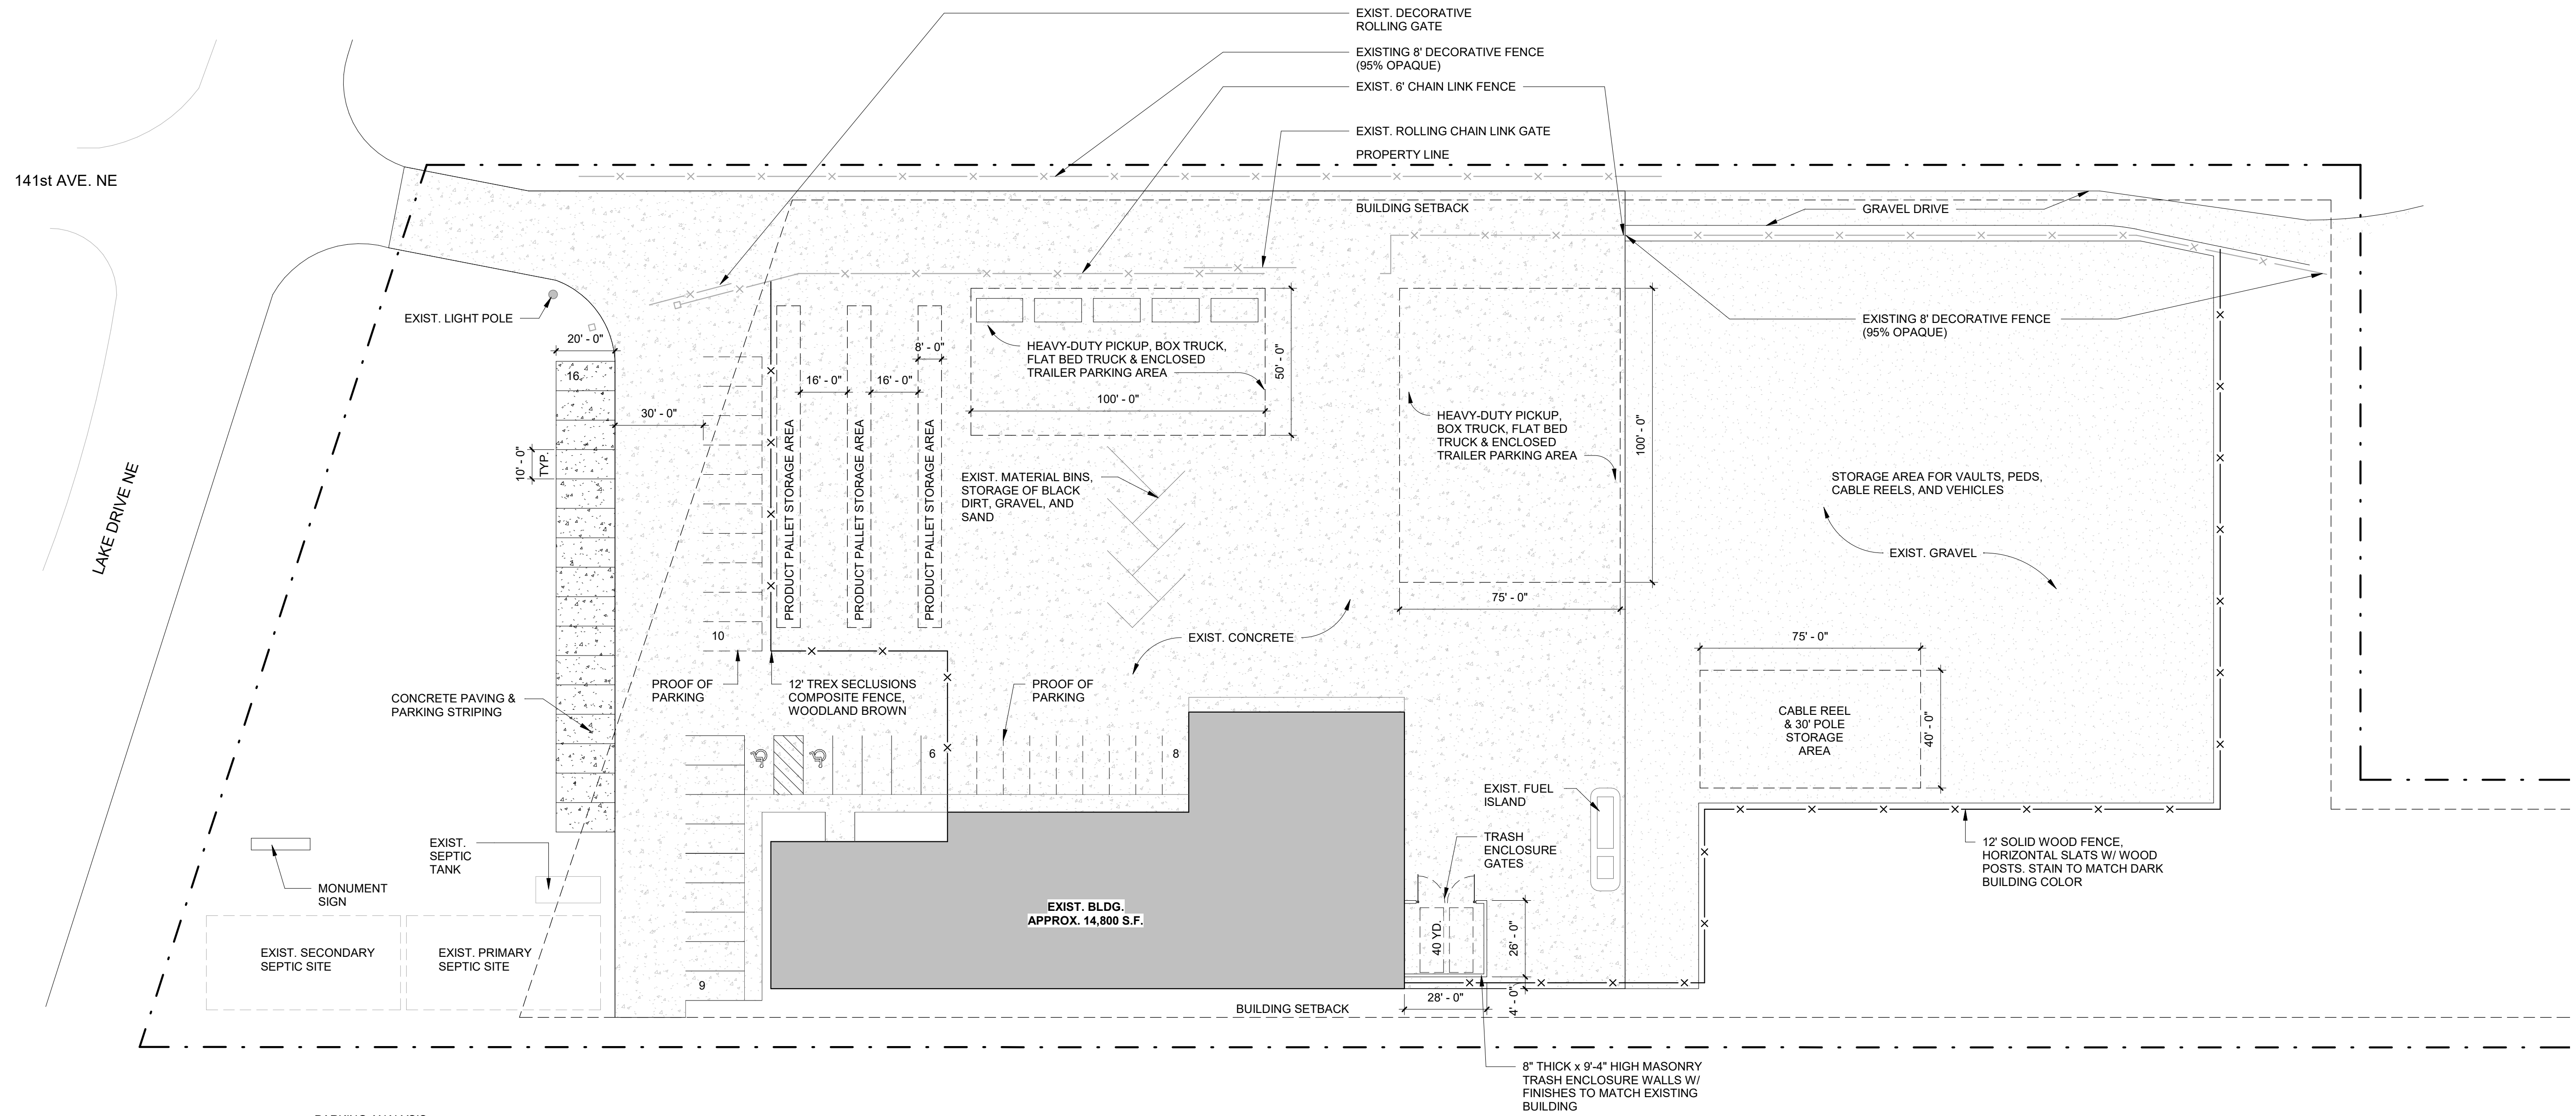 EXIST. DECORATIVE
ROLLING GATE
EXISTING 8' DECORATIVE FENCE
(95% OPAQUE)
EXIST. 6' CHAIN LINK FENCE
EXIST. ROLLING CHAIN LINK GATE
PROPERTY LINE
141st AVE. NE
BUILDING SETBACK
GRAVEL DRIVE
EXIST. LIGHT POLE
EXISTING 8' DECORATIVE FENCE
(95% OPAQUE)
20' - 0"
16
30' - 0"
10' - 0"
TYP.
LAKE DRIVE NE
8' - 0"
16' - 0"
16' - 0"
PRODUCT PALLET STORAGE AREA
PRODUCT PALLET STORAGE AREA
PRODUCT PALLET STORAGE AREA
HEAVY-DUTY PICKUP, BOX TRUCK,
FLAT BED TRUCK & ENCLOSED
TRAILER PARKING AREA
100' - 0"
50' - 0"
HEAVY-DUTY PICKUP,
BOX TRUCK, FLAT BED
TRUCK & ENCLOSED
TRAILER PARKING AREA
100' - 0"
75' - 0"
EXIST. MATERIAL BINS,
STORAGE OF BLACK
DIRT, GRAVEL, AND
SAND
STORAGE AREA FOR VAULTS, PEDS,
CABLE REELS, AND VEHICLES
EXIST. GRAVEL
EXIST. CONCRETE
10
PROOF OF
PARKING
12' TREX SECLUSIONS
COMPOSITE FENCE,
WOODLAND BROWN
PROOF OF
PARKING
CONCRETE PAVING &
PARKING STRIPING
75' - 0"
CABLE REEL
& 30' POLE
STORAGE
AREA
40' - 0"
6
8
EXIST. FUEL
ISLAND
TRASH
ENCLOSURE
GATES
12' SOLID WOOD FENCE,
HORIZONTAL SLATS W/ WOOD
POSTS. STAIN TO MATCH DARK
BUILDING COLOR
EXIST.
SEPTIC
TANK
MONUMENT
SIGN
EXIST. BLDG.
APPROX. 14,800 S.F.
40 YD.
26' - 0"
4' - 0"
28' - 0"
EXIST. SECONDARY
SEPTIC SITE
EXIST. PRIMARY
SEPTIC SITE
9
BUILDING SETBACK
8" THICK x 9'-4" HIGH MASONRY
TRASH ENCLOSURE WALLS W/
FINISHES TO MATCH EXISTING
BUILDING